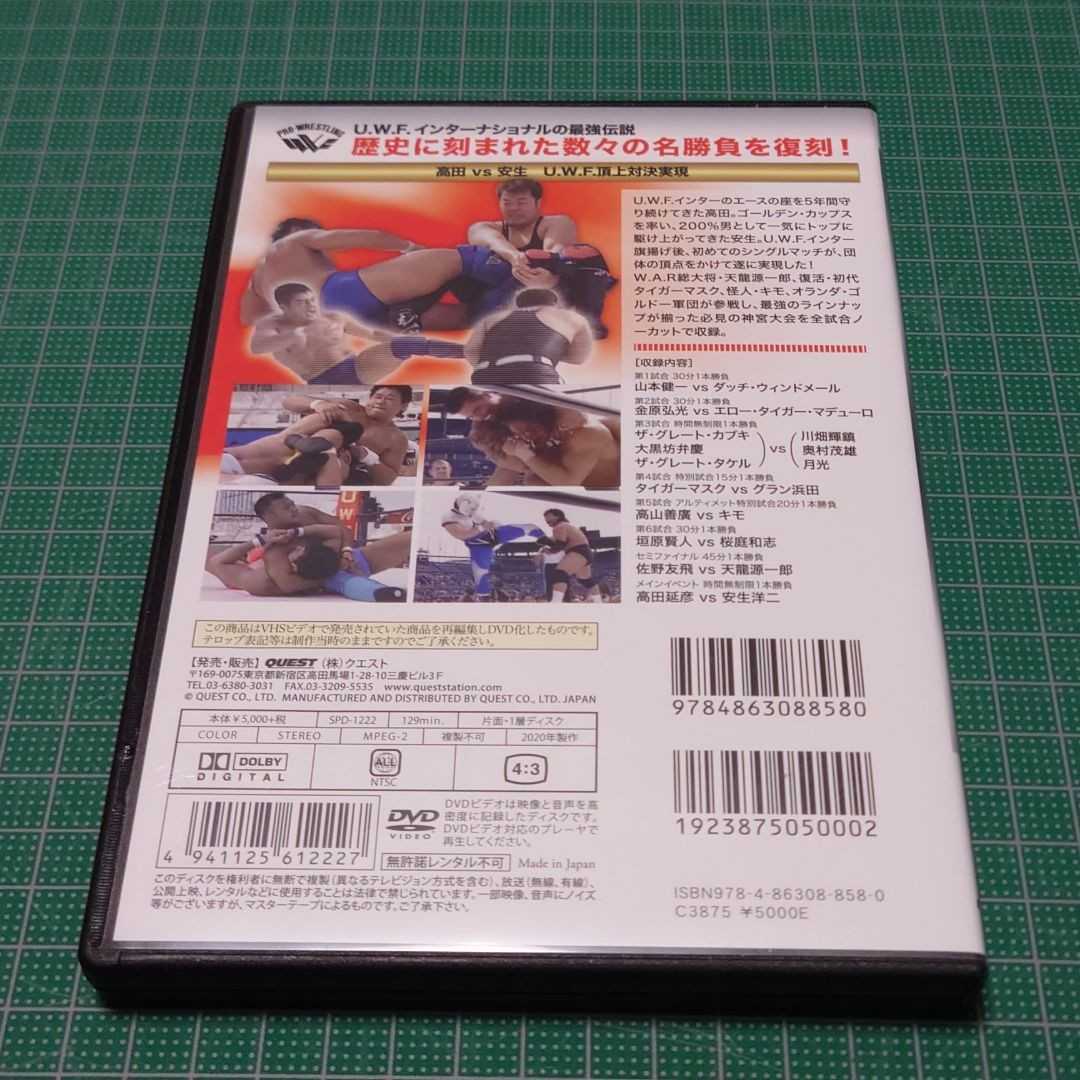 PRO-WRESTLING
U.W.F.インターナショナルの最強伝説
歴史に刻まれた数々の名勝負を復刻！
高田 vs 安生　U.W.F.頂上対決実現
U.W.F.インターのエースの座を5年間守
り続けてきた高田。ゴールデン・カップス
を率い、200%男として一気にトップに
駆け上がってきた安生。U.W.F.インター
旗揚げ後、初めてのシングルマッチが、団
体の頂点をかけて遂に実現した！
W.A.R総大将・天龍源一郎、復活・初代
タイガーマスク、怪人・キモ、オランダ・ゴ
ルドー軍団が参戦し、最強のラインナッ
プが揃った必見の神宮大会を全試合ノ
ーカットで収録。
［収録内容］
第1試合 30分1本勝負
山本健一 vs ダッチ・ウィンドメール
第2試合 30分1本勝負
金原弘光 vs エロー・タイガー・マデューロ
第3試合 時間無制限1本勝負
ザ・グレート・カブキ 川畑輝鎮
大黒坊弁慶 vs 奥村茂雄
ザ・グレート・タケル 月光
第4試合 特別試合15分1本勝負
タイガーマスク vs グラン浜田
第5試合 アルティメット特別試合20分1本勝負
高山善廣 vs キモ
第6試合 30分1本勝負
垣原賢人 vs 桜庭和志
セミファイナル 45分1本勝負
佐野友飛 vs 天龍源一郎
メインイベント 時間無制限1本勝負
高田延彦 vs 安生洋二
この商品はVHSビデオで発売されていた商品を再編集しDVD化したものです。
テロップ表記等は制作当時のままですのでご了承ください。
【発売・販売】QUEST（株）クエスト
〒169-0075東京都新宿区高田馬場1-28-10三慶ビル3F
TEL.03-6380-3031　FAX.03-3209-5535　www.queststation.com
© QUEST CO., LTD. MANUFACTURED AND DISTRIBUTED BY QUEST CO., LTD. JAPAN
本体￥5,000+税 SPD-1222 129min. 片面・1層ディスク
COLOR STEREO MPEG-2 複製不可 2020年製作
DOLBY
DIGITAL
ALL
NTSC
4:3
4 941125 612227
DVD
VIDEO
DVDビデオは映像と音声を高
密度に記録したディスクです。
DVDビデオ対応のプレーヤで
再生してください。
無許諾レンタル不可 Made in Japan
このディスクを権利者に無断で複製（異なるテレビジョン方式を含む）、放送（無線、有線）、
公開上映、レンタルなどに使用することは法律で禁じられています。一部映像、音声にノイズ
等がございますが、マスターテープによるものです。ご了承下さい。
9784863088580
1923875050002
ISBN978-4-86308-858-0
C3875 ¥5000E